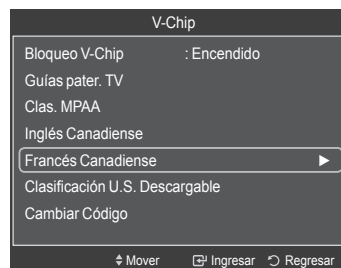 V-Chip
Bloqueo V-Chip : Encendido
Guías pater. TV
Clas. MPAA
Inglés Canadiense
Francés Canadiense ►
Clasificación U.S. Descargable
Cambiar Código
Mover Ingresar Regresar